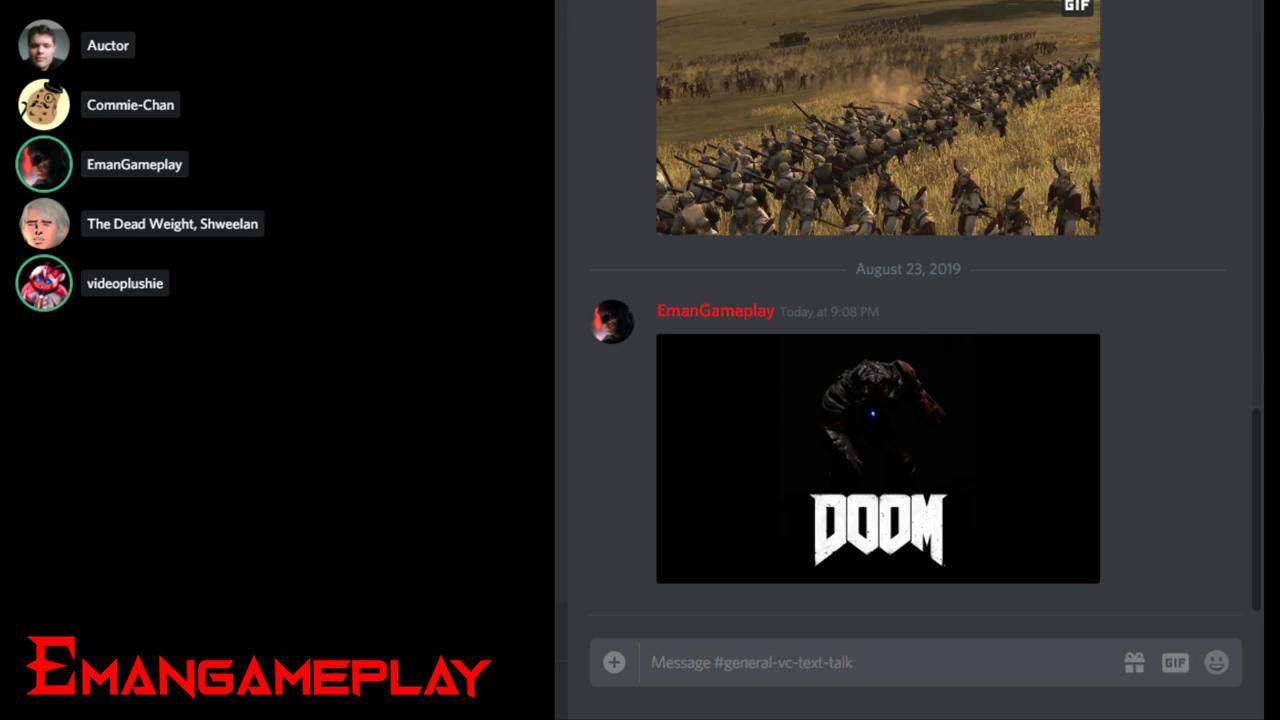 Auctor
Commie-Chan
EmanGameplay
The Dead Weight, Shweelan
videoplushie
EMANGAMEPLAY
GIF
August 23, 2019
EmanGameplay Today at 9:08 PM
DOOM
Message #general-vc-text-talk
GIF